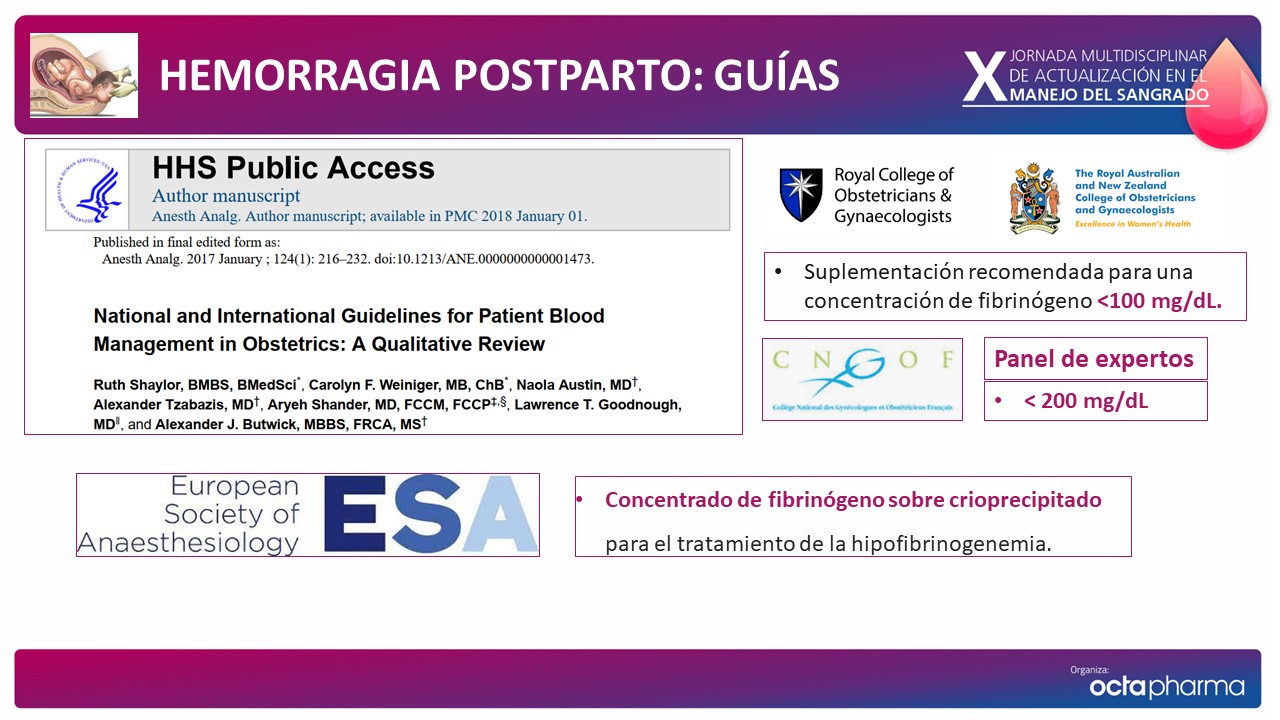 HEMORRAGIA POSTPARTO: GUÍAS
X
JORNADA MULTIDISCIPLINAR
DE ACTUALIZACIÓN EN EL
MANEJO DEL SANGRADO
DEPARTMENT OF HEALTH & HUMAN SERVICES · USA
HHS Public Access
Author manuscript
Anesth Analg. Author manuscript; available in PMC 2018 January 01.
Published in final edited form as:
Anesth Analg. 2017 January ; 124(1): 216–232. doi:10.1213/ANE.0000000000001473.
National and International Guidelines for Patient Blood
Management in Obstetrics: A Qualitative Review
Ruth Shaylor, BMBS, BMedSci*, Carolyn F. Weiniger, MB, ChB*, Naola Austin, MD†,
Alexander Tzabazis, MD†, Aryeh Shander, MD, FCCM, FCCP‡,§, Lawrence T. Goodnough,
MD‖, and Alexander J. Butwick, MBBS, FRCA, MS†
Royal College of
Obstetricians &
Gynaecologists
The Royal Australian
and New Zealand
College of Obstetricians
and Gynaecologists
Excellence in Women's Health
• Suplementación recomendada para una
concentración de fibrinógeno <100 mg/dL.
CNGOF
Collège National des Gynécologues et Obstétriciens Français
Panel de expertos
• < 200 mg/dL
European
Society of
Anaesthesiology
ESA
• Concentrado de fibrinógeno sobre crioprecipitado
para el tratamiento de la hipofibrinogenemia.
Organiza:
octapharma